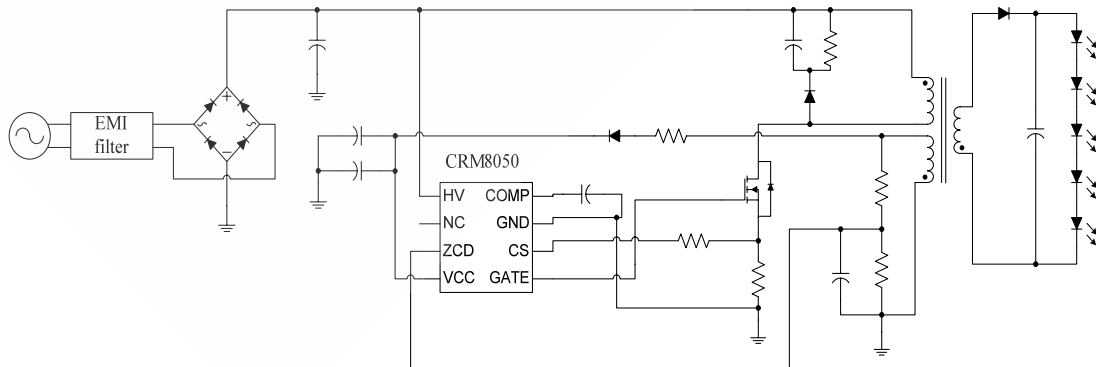 EMI
filter
CRM8050
HV COMP
NC GND
ZCD CS
VCC GATE